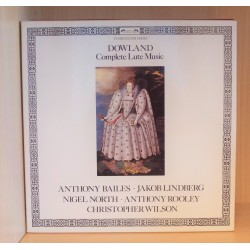 DOWLAND
Complete Lute Music
ANTHONY BAILES · JAKOB LINDBERG
NIGEL NORTH · ANTHONY ROOLEY
CHRISTOPHER WILSON